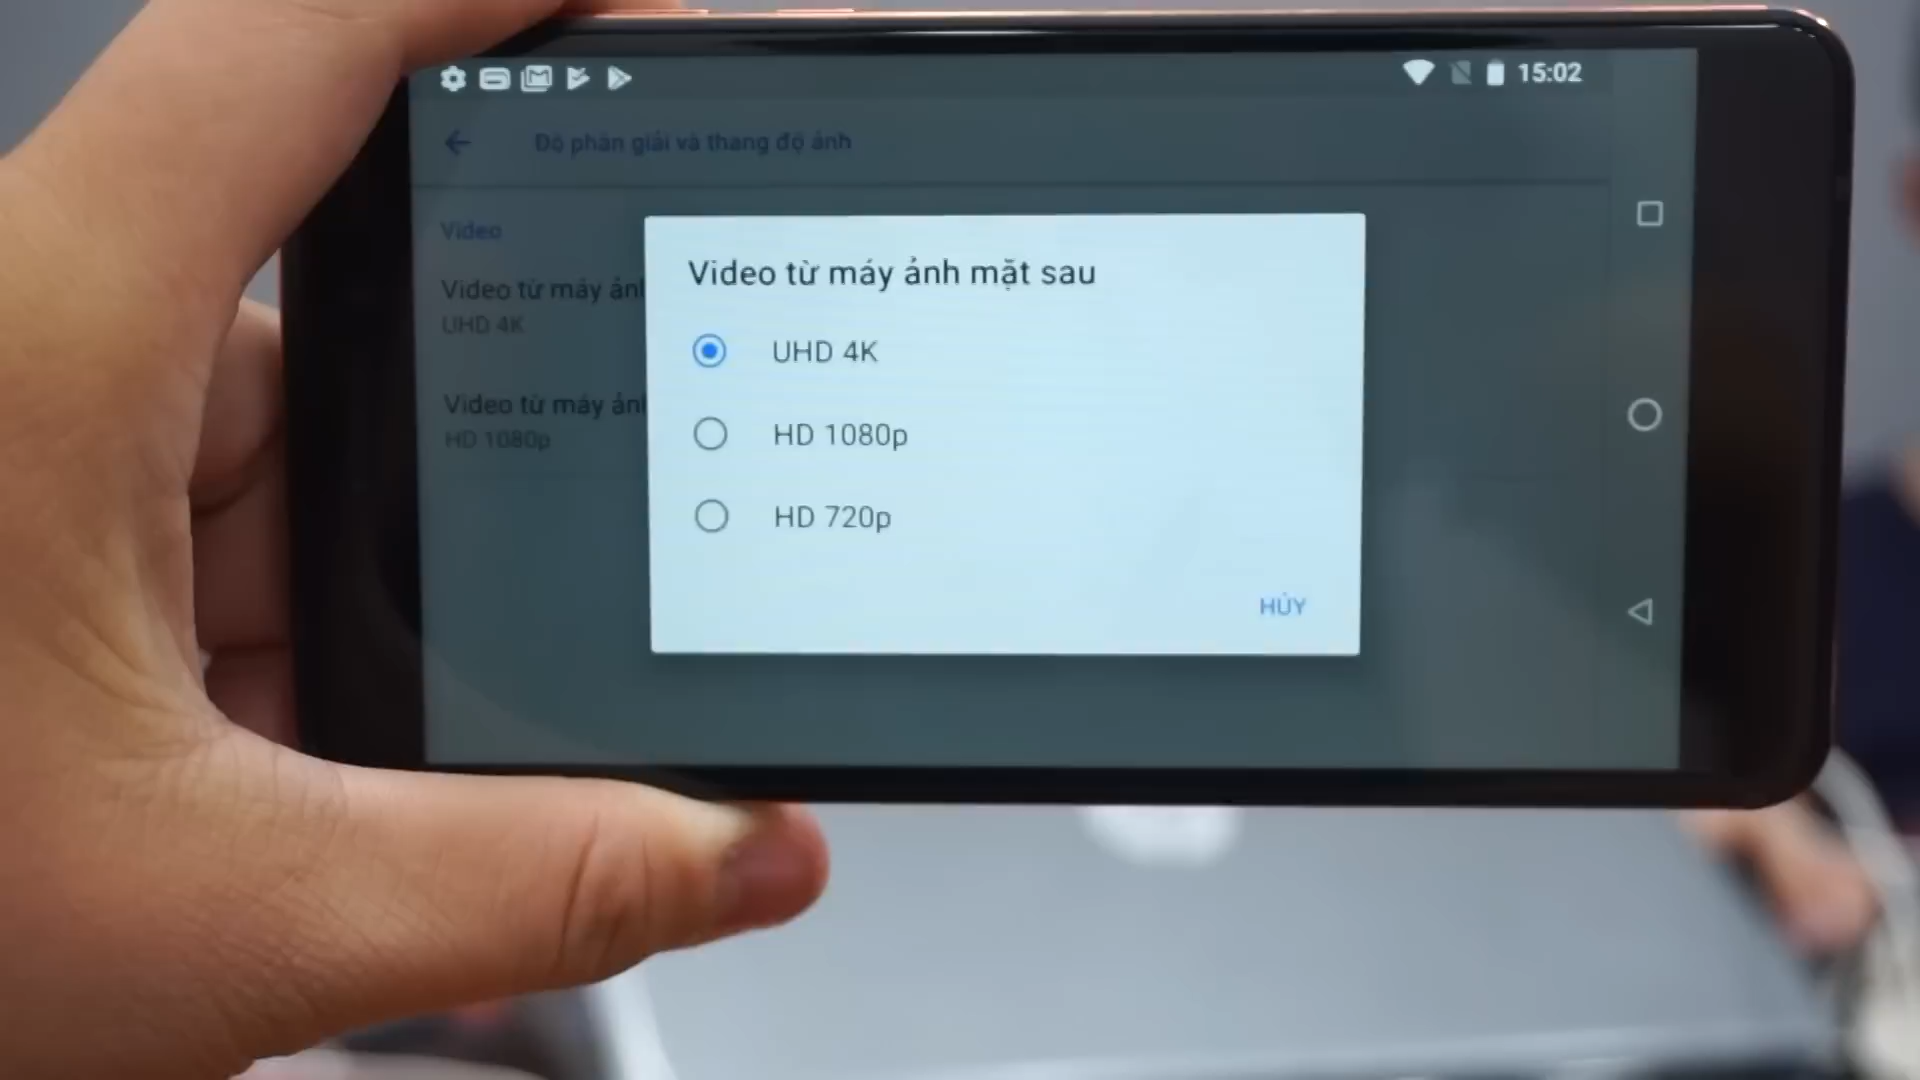 15:02
Độ phân giải và thang độ ảnh
Video
Video từ máy ản
UHD 4K
Video từ máy ản
HD 1080p
Video từ máy ảnh mặt sau
UHD 4K
HD 1080p
HD 720p
HỦY